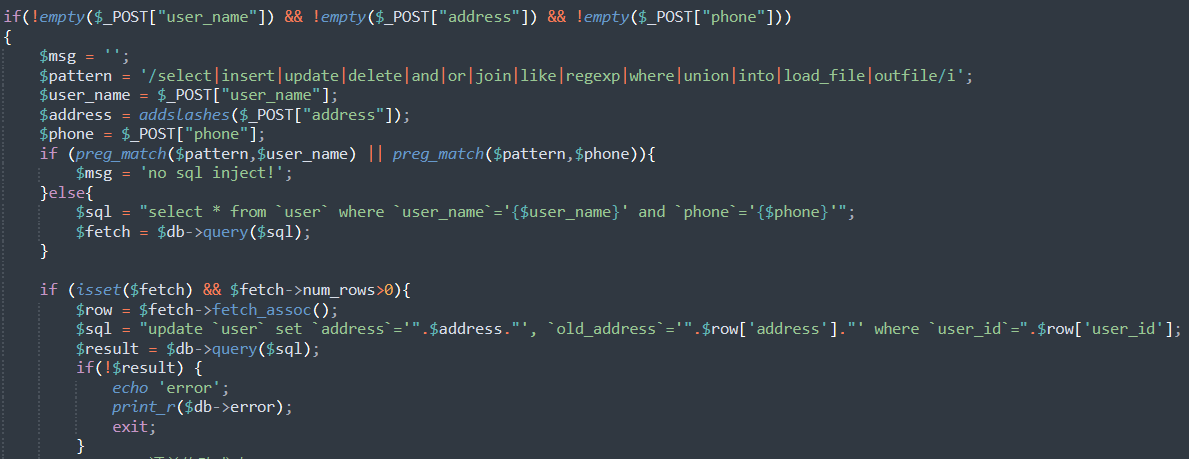 if(!empty($_POST["user_name"]) && !empty($_POST["address"]) && !empty($_POST["phone"]))
{
    $msg = '';
    $pattern = '/select|insert|update|delete|and|or|join|like|regexp|where|union|into|load_file|outfile/i';
    $user_name = $_POST["user_name"];
    $address = addslashes($_POST["address"]);
    $phone = $_POST["phone"];
    if (preg_match($pattern,$user_name) || preg_match($pattern,$phone)){
        $msg = 'no sql inject!';
    }else{
        $sql = "select * from `user` where `user_name`='{$user_name}' and `phone`='{$phone}'";
        $fetch = $db->query($sql);
    }

    if (isset($fetch) && $fetch->num_rows>0){
        $row = $fetch->fetch_assoc();
        $sql = "update `user` set `address`='".$address."', `old_address`='".$row['address']."' where `user_id`=".$row['user_id'];
        $result = $db->query($sql);
        if(!$result) {
            echo 'error';
            print_r($db->error);
            exit;
        }